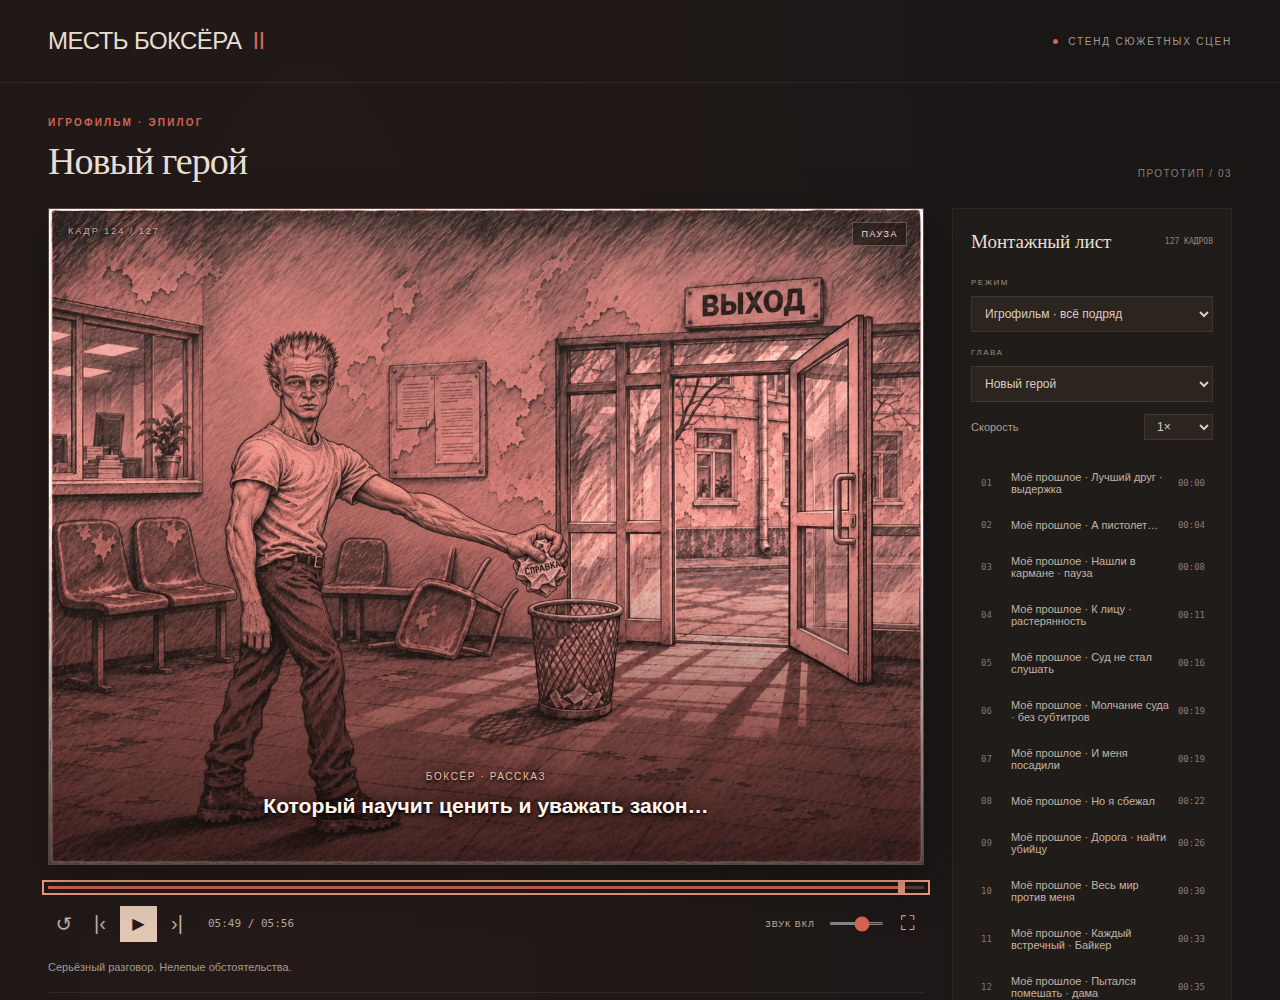 МЕСТЬ БОКСЁРА II
СТЕНД СЮЖЕТНЫХ СЦЕН
ИГРОФИЛЬМ · ЭПИЛОГ
Новый герой
ПРОТОТИП / 03
КАДР 124 / 127
ПАУЗА
ВЫХОД
СПРАВКА
БОКСЁР · РАССКАЗ
Который научит ценить и уважать закон…
05:49 / 05:56
ЗВУК ВКЛ
Серьёзный разговор. Нелепые обстоятельства.
Монтажный лист
127 КАДРОВ
РЕЖИМ
Игрофильм · всё подряд
ГЛАВА
Новый герой
Скорость
1×
01 Моё прошлое · Лучший друг · 00:00
выдержка
02 Моё прошлое · А пистолет… 00:04
03 Моё прошлое · Нашли в 00:08
кармане · пауза
04 Моё прошлое · К лицу · 00:11
растерянность
05 Моё прошлое · Суд не стал 00:16
слушать
06 Моё прошлое · Молчание суда 00:19
· без субтитров
07 Моё прошлое · И меня 00:19
посадили
08 Моё прошлое · Но я сбежал 00:22
09 Моё прошлое · Дорога · найти 00:26
убийцу
10 Моё прошлое · Весь мир 00:30
против меня
11 Моё прошлое · Каждый 00:33
встречный · Байкер
12 Моё прошлое · Пытался 00:35
помешать · дама